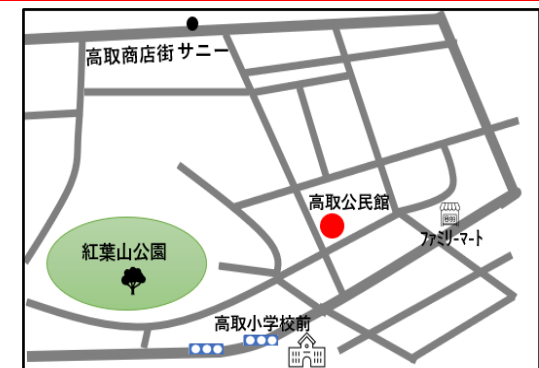 高取商店街 サニー
高取公民館
ファミリーマート
紅葉山公園
高取小学校前